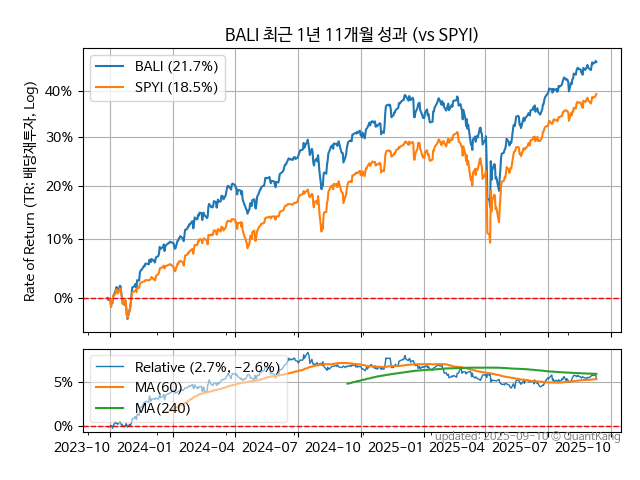 BALI 최근 1년 11개월 성과 (vs SPYI)
Rate of Return (TR: 배당재투자, Log)
BALI (21.7%)
SPYI (18.5%)
40%
30%
20%
10%
0%
Relative (2.7%, −2.6%)
MA(60)
MA(240)
5%
0%
2023-10 2024-01 2024-04 2024-07 2024-10 2025-01 2025-04 2025-07 2025-10
updated: 2025-09-10 © QuantKang